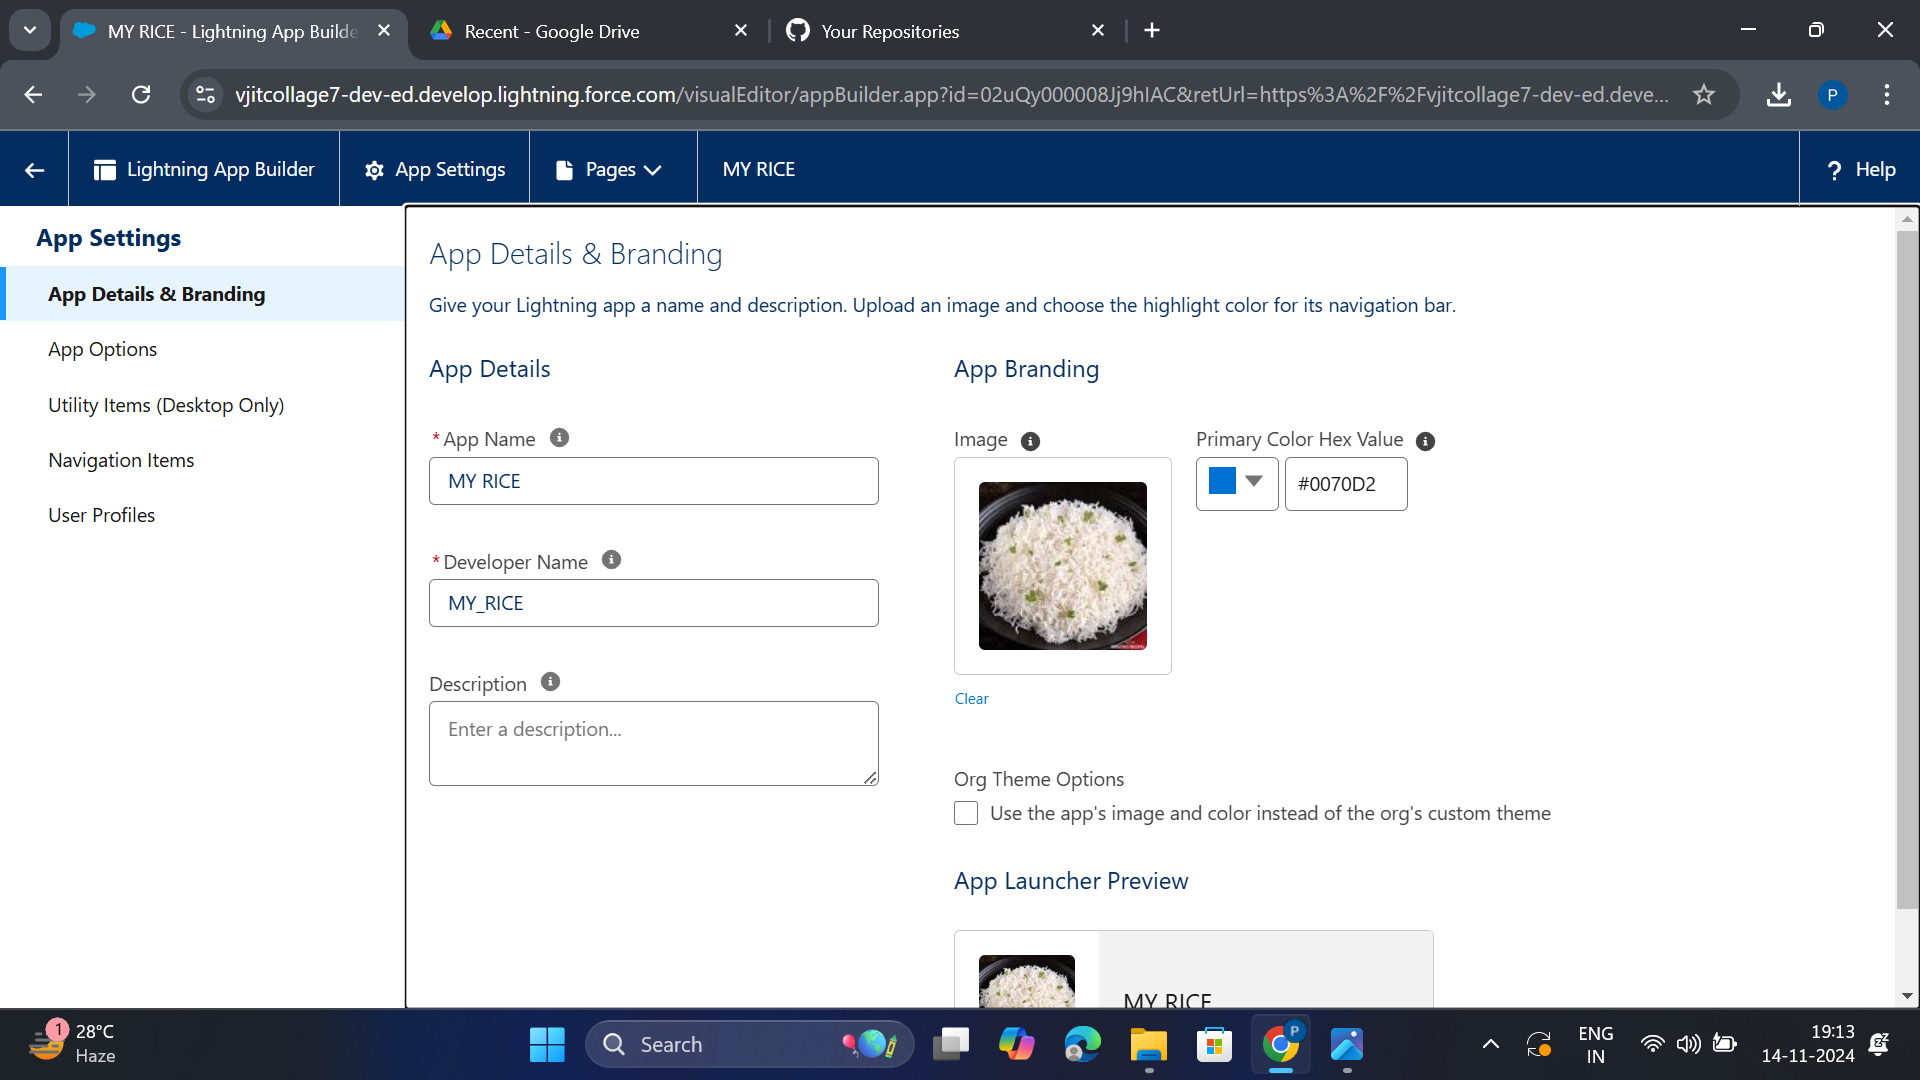 MY RICE - Lightning App Builde
Recent - Google Drive
Your Repositories
vjitcollage7-dev-ed.develop.lightning.force.com/visualEditor/appBuilder.app?id=02uQy000008Jj9hIAC&retUrl=https%3A%2F%2Fvjitcollage7-dev-ed.deve...
P
Lightning App Builder
App Settings
Pages
MY RICE
? Help
App Settings
App Details & Branding
App Options
Utility Items (Desktop Only)
Navigation Items
User Profiles
App Details & Branding
Give your Lightning app a name and description. Upload an image and choose the highlight color for its navigation bar.
App Details
*App Name
MY RICE
*Developer Name
MY_RICE
Description
Enter a description...
App Branding
Image
Primary Color Hex Value
#0070D2
Clear
Org Theme Options
Use the app's image and color instead of the org's custom theme
App Launcher Preview
MY RICE
1
28°C
Haze
Search
P
ENG
IN
19:13
14-11-2024